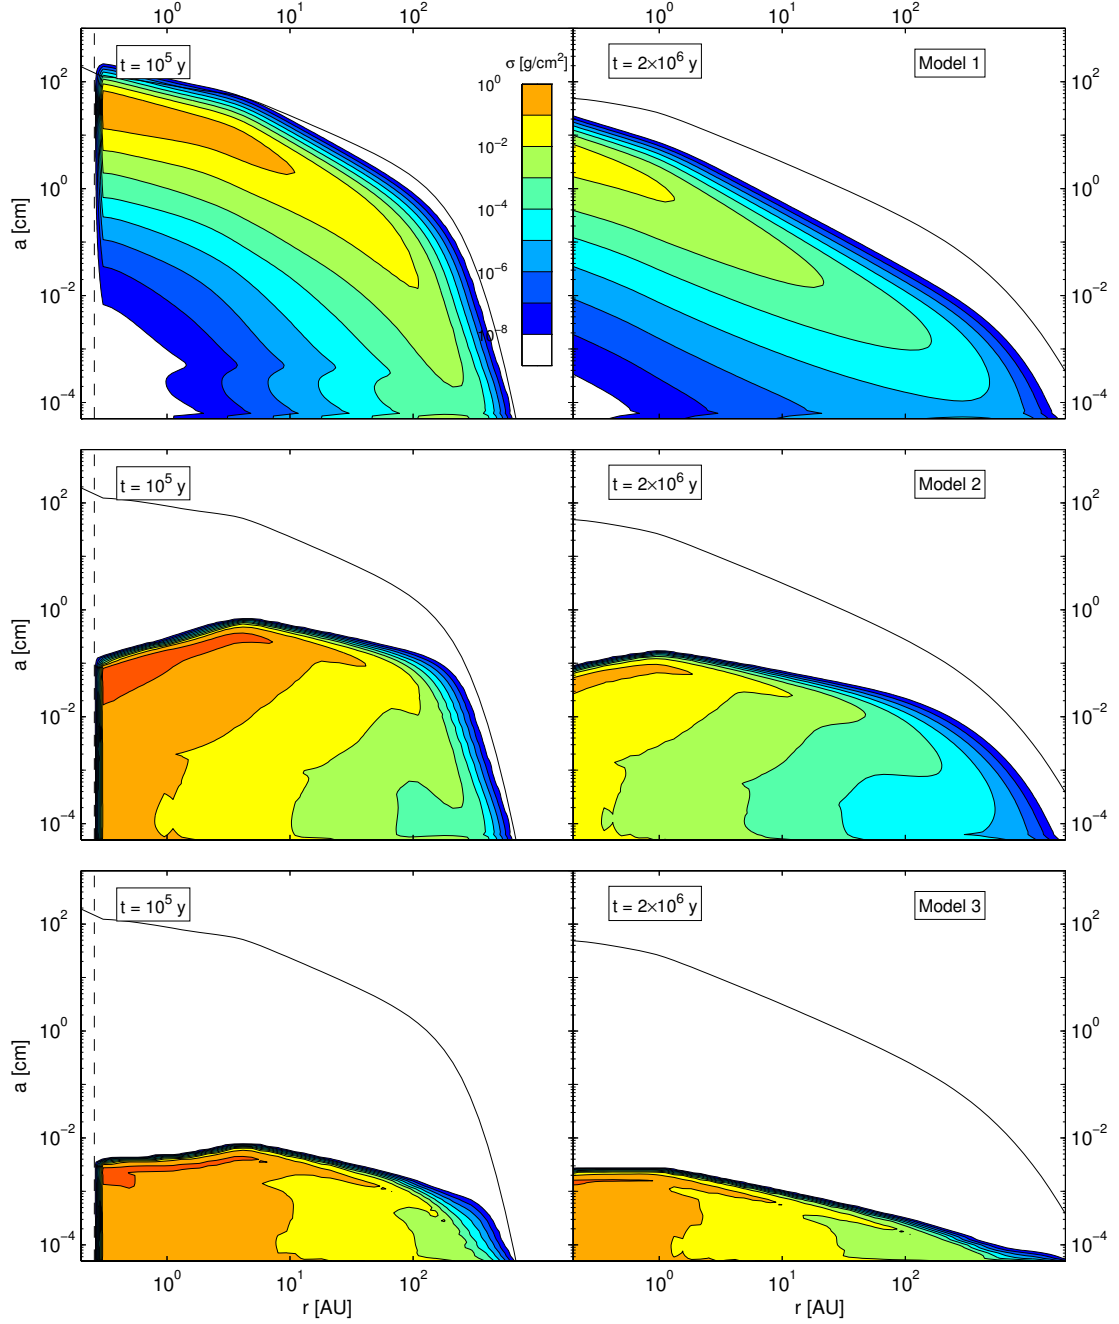 10⁰ 10¹ 10² 10⁰ 10¹ 10²
t = 10⁵ y σ [g/cm²] t = 2×10⁶ y Model 1
10² 10⁰ 10²
10⁻²
10⁰ 10⁰
a [cm] 10⁻⁴
10⁻² 10⁻⁶ 10⁻²
10⁻⁸
10⁻⁴ 10⁻⁴
t = 10⁵ y t = 2×10⁶ y Model 2
10² 10²
10⁰ 10⁰
a [cm]
10⁻² 10⁻²
10⁻⁴ 10⁻⁴
t = 10⁵ y t = 2×10⁶ y Model 3
10² 10²
10⁰ 10⁰
a [cm]
10⁻² 10⁻²
10⁻⁴ 10⁻⁴
10⁰ 10¹ 10² 10⁰ 10¹ 10²
r [AU] r [AU]